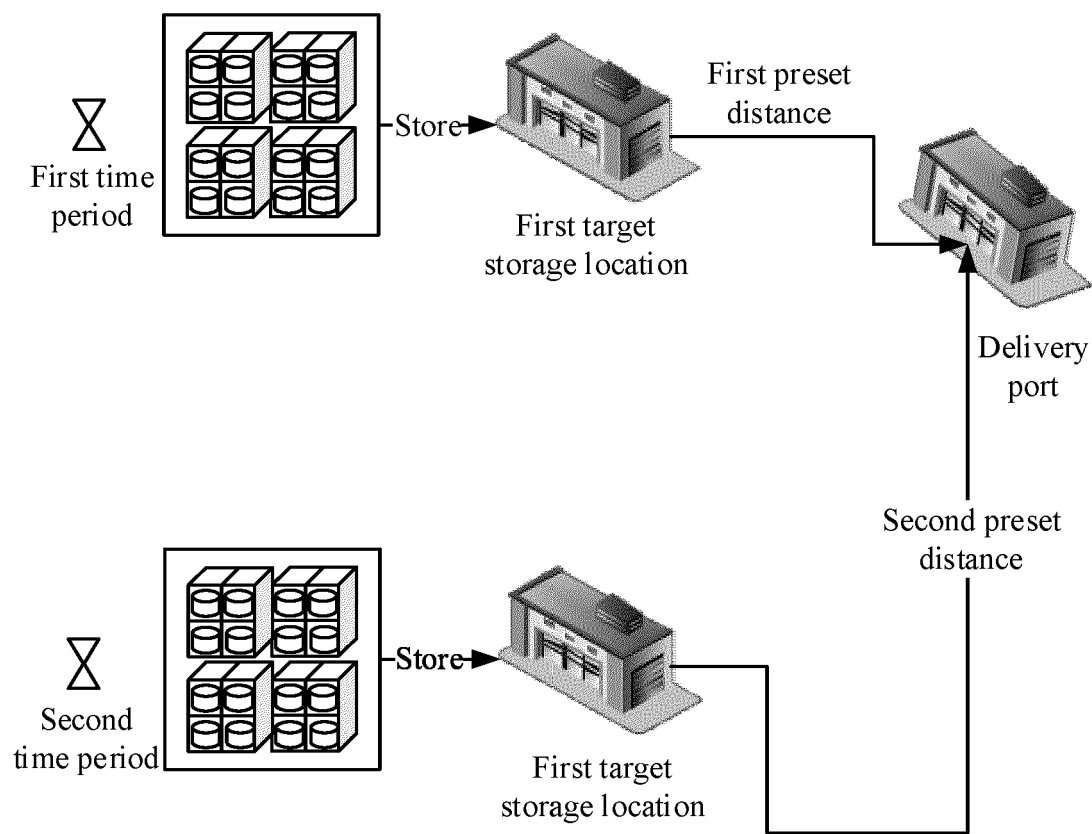 First time
period
Store
First target
storage location
First preset
distance
Delivery
port
Second preset
distance
Second
time period
Store
First target
storage location